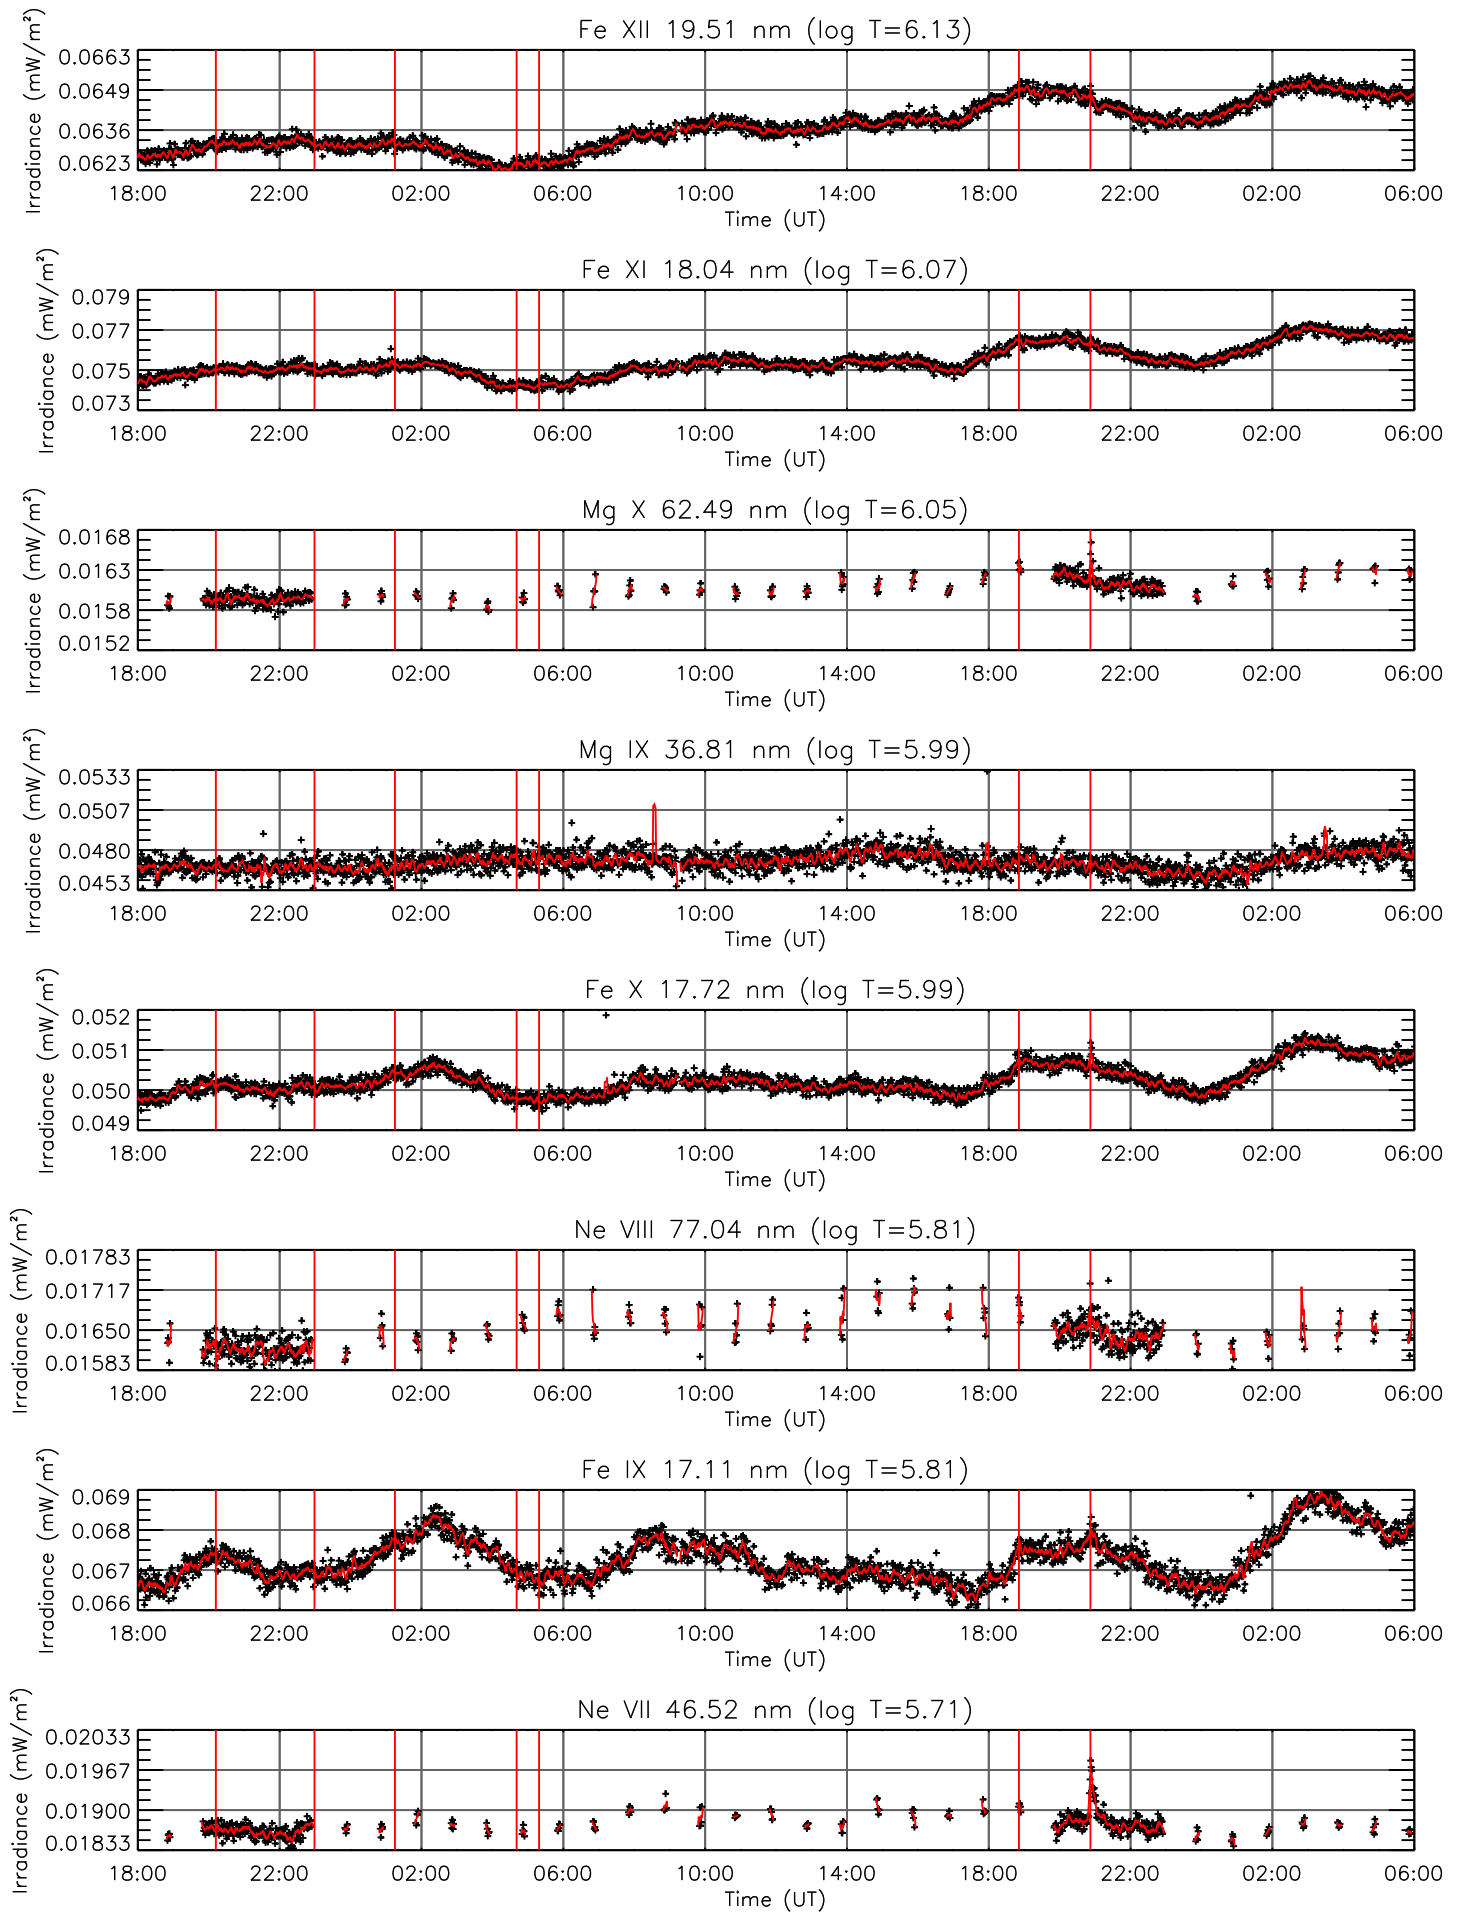 Fe XII 19.51 nm (log T=6.13)
Irradiance (mW/m²)
0.0663
0.0649
0.0636
0.0623
18:00 22:00 02:00 06:00 10:00 14:00 18:00 22:00 02:00 06:00
Time (UT)
Fe XI 18.04 nm (log T=6.07)
Irradiance (mW/m²)
0.079
0.077
0.075
0.073
18:00 22:00 02:00 06:00 10:00 14:00 18:00 22:00 02:00 06:00
Time (UT)
Mg X 62.49 nm (log T=6.05)
Irradiance (mW/m²)
0.0168
0.0163
0.0158
0.0152
18:00 22:00 02:00 06:00 10:00 14:00 18:00 22:00 02:00 06:00
Time (UT)
Mg IX 36.81 nm (log T=5.99)
Irradiance (mW/m²)
0.0533
0.0507
0.0480
0.0453
18:00 22:00 02:00 06:00 10:00 14:00 18:00 22:00 02:00 06:00
Time (UT)
Fe X 17.72 nm (log T=5.99)
Irradiance (mW/m²)
0.052
0.051
0.050
0.049
18:00 22:00 02:00 06:00 10:00 14:00 18:00 22:00 02:00 06:00
Time (UT)
Ne VIII 77.04 nm (log T=5.81)
Irradiance (mW/m²)
0.01783
0.01717
0.01650
0.01583
18:00 22:00 02:00 06:00 10:00 14:00 18:00 22:00 02:00 06:00
Time (UT)
Fe IX 17.11 nm (log T=5.81)
Irradiance (mW/m²)
0.069
0.068
0.067
0.066
18:00 22:00 02:00 06:00 10:00 14:00 18:00 22:00 02:00 06:00
Time (UT)
Ne VII 46.52 nm (log T=5.71)
Irradiance (mW/m²)
0.02033
0.01967
0.01900
0.01833
18:00 22:00 02:00 06:00 10:00 14:00 18:00 22:00 02:00 06:00
Time (UT)